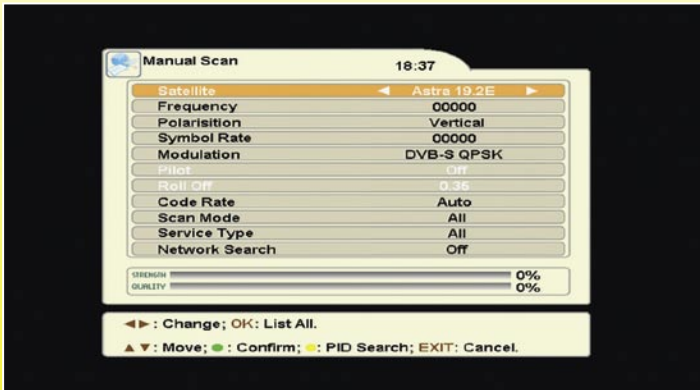 Manual Scan 18:37
Satellite ◀ Astra 19.2E ▶
Frequency 00000
Polarisition Vertical
Symbol Rate 00000
Modulation DVB-S QPSK
Pilot Off
Roll Off 0.35
Code Rate Auto
Scan Mode All
Service Type All
Network Search Off
STRENGTH 0%
QUALITY 0%
◀▶: Change; OK: List All.
▲▼: Move; ●: Confirm; ●: PID Search; EXIT: Cancel.